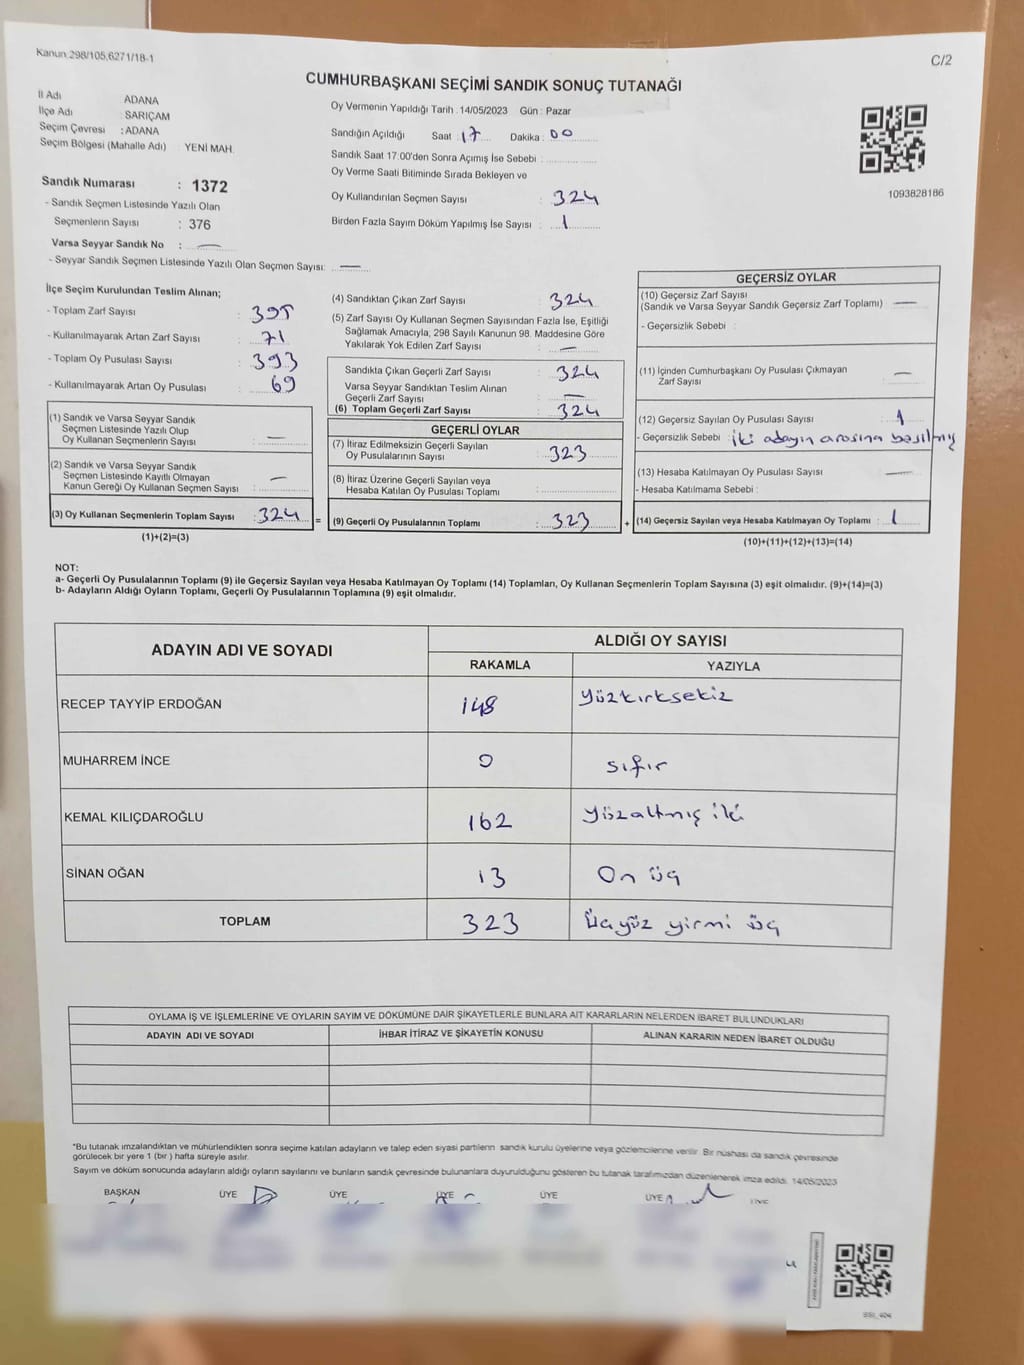 Kanun 298/105,6271/18-1
C/2
CUMHURBAŞKANI SEÇİMİ SANDIK SONUÇ TUTANAĞI
İl Adı ADANA
İlçe Adı : SARIÇAM
Seçim Çevresi : ADANA
Seçim Bölgesi (Mahalle Adı) : YENİ MAH.
Sandık Numarası : 1372
- Sandık Seçmen Listesinde Yazılı Olan
Seçmenlerin Sayısı : 376
Varsa Seyyar Sandık No : —
- Seyyar Sandık Seçmen Listesinde Yazılı Olan Seçmen Sayısı: —
Oy Vermenin Yapıldığı Tarih : 14/05/2023 Gün : Pazar
Sandığın Açıldığı Saat : 17 Dakika : 00
Sandık Saat 17:00'den Sonra Açımış İse Sebebi :
Oy Verme Saati Bitiminde Sırada Bekleyen ve
Oy Kullandırılan Seçmen Sayısı : 324
Birden Fazla Sayım Döküm Yapılmış İse Sayısı : 1
1093828186
İlçe Seçim Kurulundan Teslim Alınan;
- Toplam Zarf Sayısı : 395
- Kullanılmayarak Artan Zarf Sayısı : 71
- Toplam Oy Pusulası Sayısı : 393
- Kullanılmayarak Artan Oy Pusulası : 69
(1) Sandık ve Varsa Seyyar Sandık
Seçmen Listesinde Yazılı Olup
Oy Kullanan Seçmenlerin Sayısı : —
(2) Sandık ve Varsa Seyyar Sandık
Seçmen Listesinde Kayıtlı Olmayan
Kanun Gereği Oy Kullanan Seçmen Sayısı : —
(3) Oy Kullanan Seçmenlerin Toplam Sayısı : 324 =
(1)+(2)=(3)
(4) Sandıktan Çıkan Zarf Sayısı : 324
(5) Zarf Sayısı Oy Kullanan Seçmen Sayısından Fazla İse, Eşitliği
Sağlamak Amacıyla, 298 Sayılı Kanunun 98. Maddesine Göre
Yakılarak Yok Edilen Zarf Sayısı : —
Sandıkta Çıkan Geçerli Zarf Sayısı : 324
Varsa Seyyar Sandıktan Teslim Alınan
Geçerli Zarf Sayısı : —
(6) Toplam Geçerli Zarf Sayısı : 324
GEÇERLİ OYLAR
(7) İtiraz Edilmeksizin Geçerli Sayılan
Oy Pusulalarının Sayısı : 323
(8) İtiraz Üzerine Geçerli Sayılan veya
Hesaba Katılan Oy Pusulası Toplamı :
(9) Geçerli Oy Pusulalarının Toplamı : 323 +
GEÇERSİZ OYLAR
(10) Geçersiz Zarf Sayısı
(Sandık ve Varsa Seyyar Sandık Geçersiz Zarf Toplamı) : —
- Geçersizlik Sebebi :
(11) İçinden Cumhurbaşkanı Oy Pusulası Çıkmayan
Zarf Sayısı : —
(12) Geçersiz Sayılan Oy Pusulası Sayısı : 1
- Geçersizlik Sebebi : iki adayın arasına basılmış
(13) Hesaba Katılmayan Oy Pusulası Sayısı : —
- Hesaba Katılmama Sebebi :
(14) Geçersiz Sayılan veya Hesaba Katılmayan Oy Toplamı : 1
(10)+(11)+(12)+(13)=(14)
NOT:
a- Geçerli Oy Pusulalarının Toplamı (9) ile Geçersiz Sayılan veya Hesaba Katılmayan Oy Toplamı (14) Toplamları, Oy Kullanan Seçmenlerin Toplam Sayısına (3) eşit olmalıdır. (9)+(14)=(3)
b- Adayların Aldığı Oyların Toplamı, Geçerli Oy Pusulalarının Toplamına (9) eşit olmalıdır.
ADAYIN ADI VE SOYADI ALDIĞI OY SAYISI
RAKAMLA YAZIYLA
RECEP TAYYİP ERDOĞAN 148 yüzkırksekiz
MUHARREM İNCE 0 sıfır
KEMAL KILIÇDAROĞLU 162 yüzaltmış iki
SİNAN OĞAN 13 On üç
TOPLAM 323 Üçyüz yirmi üç
OYLAMA İŞ VE İŞLEMLERİNE VE OYLARIN SAYIM VE DÖKÜMÜNE DAİR ŞİKAYETLERLE BUNLARA AİT KARARLARIN NELERDEN İBARET BULUNDUKLARI
ADAYIN ADI VE SOYADI İHBAR İTİRAZ VE ŞİKAYETİN KONUSU ALINAN KARARIN NEDEN İBARET OLDUĞU
*Bu tutanak imzalandıktan ve mühürlendikten sonra seçime katılan adayların ve talep eden siyasi partilerin sandık kurulu üyelerine veya gözlemcilerine verilir. Bir nüshası da sandık çevresinde
görülecek bir yere 1 (bir) hafta süreyle asılır.
Sayım ve döküm sonucunda adayların aldığı oyların sayılarını ve bunların sandık çevresinde bulunanlara duyurulduğunu gösteren bu tutanak tarafımızdan düzenlenerek imza edildi. 14/05/2023
BAŞKAN ÜYE ÜYE ÜYE ÜYE ÜYE